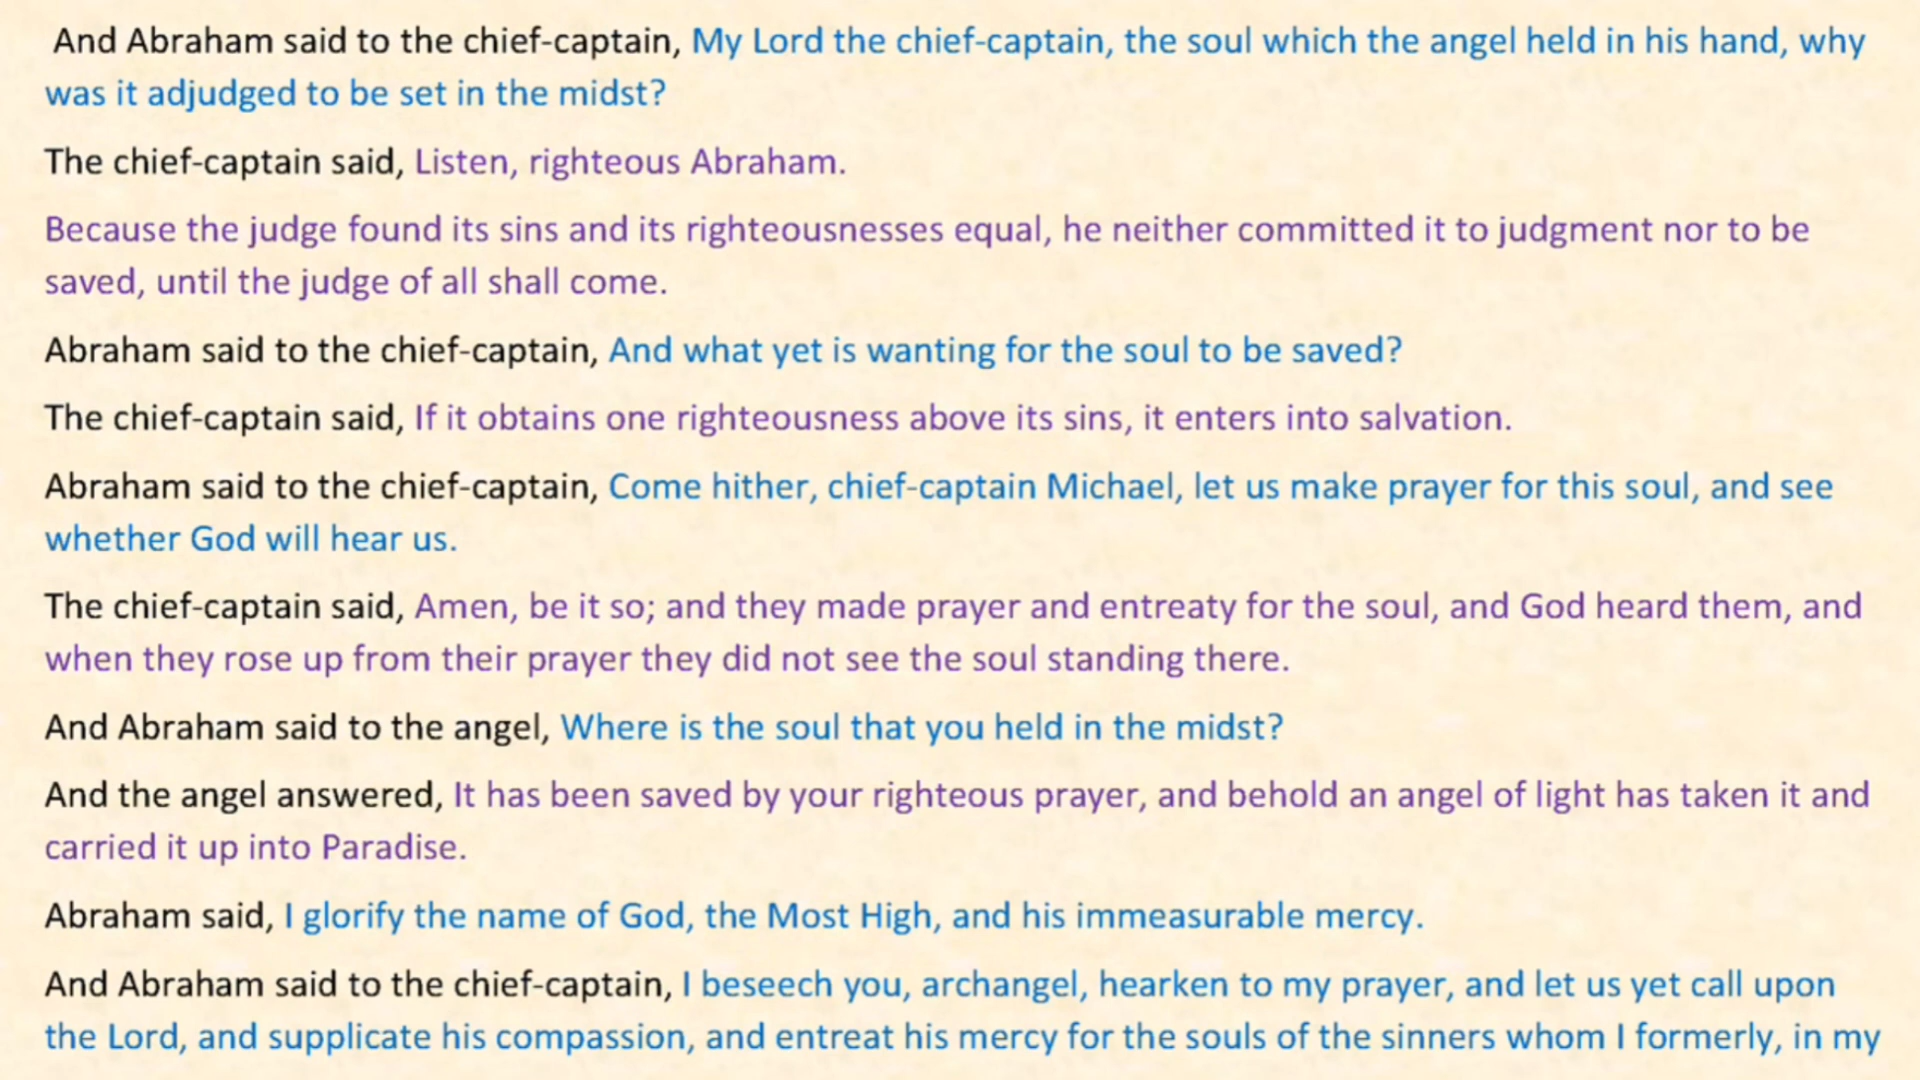 And Abraham said to the chief-captain, My Lord the chief-captain, the soul which the angel held in his hand, why
was it adjudged to be set in the midst?
The chief-captain said, Listen, righteous Abraham.
Because the judge found its sins and its righteousnesses equal, he neither committed it to judgment nor to be
saved, until the judge of all shall come.
Abraham said to the chief-captain, And what yet is wanting for the soul to be saved?
The chief-captain said, If it obtains one righteousness above its sins, it enters into salvation.
Abraham said to the chief-captain, Come hither, chief-captain Michael, let us make prayer for this soul, and see
whether God will hear us.
The chief-captain said, Amen, be it so; and they made prayer and entreaty for the soul, and God heard them, and
when they rose up from their prayer they did not see the soul standing there.
And Abraham said to the angel, Where is the soul that you held in the midst?
And the angel answered, It has been saved by your righteous prayer, and behold an angel of light has taken it and
carried it up into Paradise.
Abraham said, I glorify the name of God, the Most High, and his immeasurable mercy.
And Abraham said to the chief-captain, I beseech you, archangel, hearken to my prayer, and let us yet call upon
the Lord, and supplicate his compassion, and entreat his mercy for the souls of the sinners whom I formerly, in my